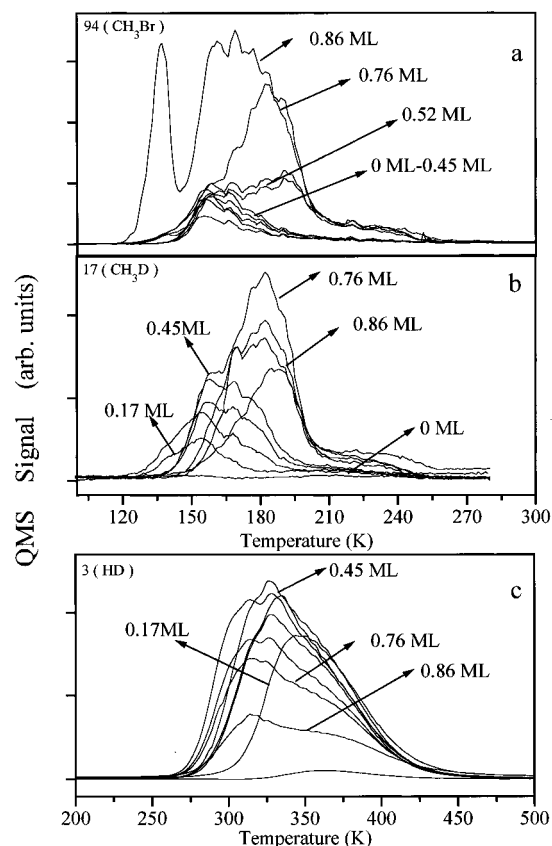 94 (CH₃Br)
a
0.86 ML
0.76 ML
0.52 ML
0 ML-0.45 ML
17 (CH₃D)
b
0.76 ML
0.86 ML
0.45ML
0.17 ML
0 ML
120 150 180 210 240 270 300
Temperature (K)
QMS Signal (arb. units)
3 (HD)
c
0.45 ML
0.17ML
0.76 ML
0.86 ML
200 250 300 350 400 450 500
Temperature (K)